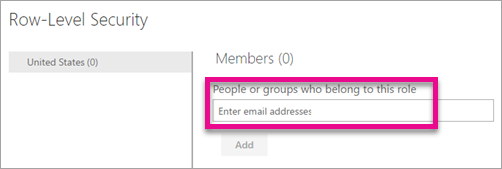 Row-Level Security
United States (0)
Members (0)
People or groups who belong to this role
Enter email addresses
Add